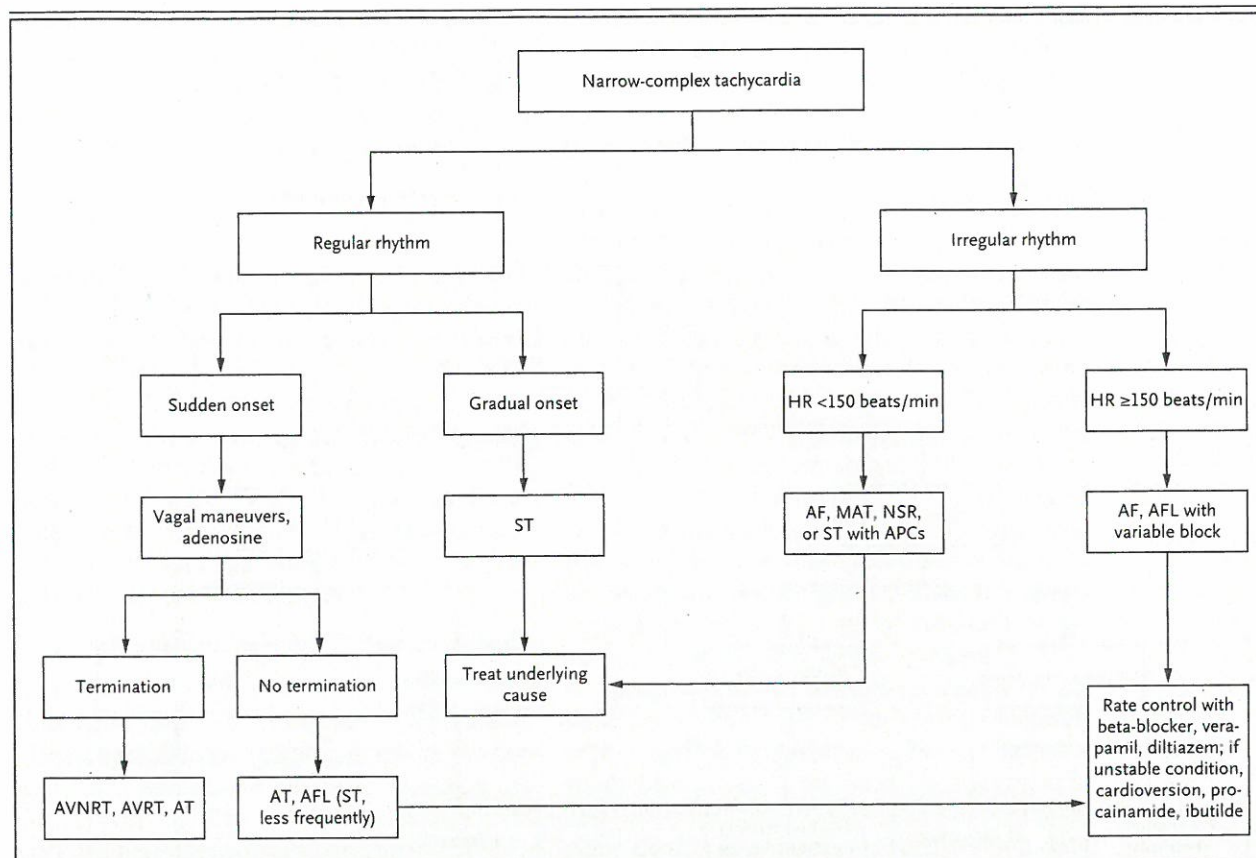 Narrow-complex tachycardia
Regular rhythm
Irregular rhythm
Sudden onset
Gradual onset
HR <150 beats/min
HR ≥150 beats/min
Vagal maneuvers,
adenosine
ST
AF, MAT, NSR,
or ST with APCs
AF, AFL with
variable block
Termination
No termination
Treat underlying
cause
Rate control with
beta-blocker, vera-
pamil, diltiazem; if
unstable condition,
cardioversion, pro-
cainamide, ibutilde
AVNRT, AVRT, AT
AT, AFL (ST,
less frequently)